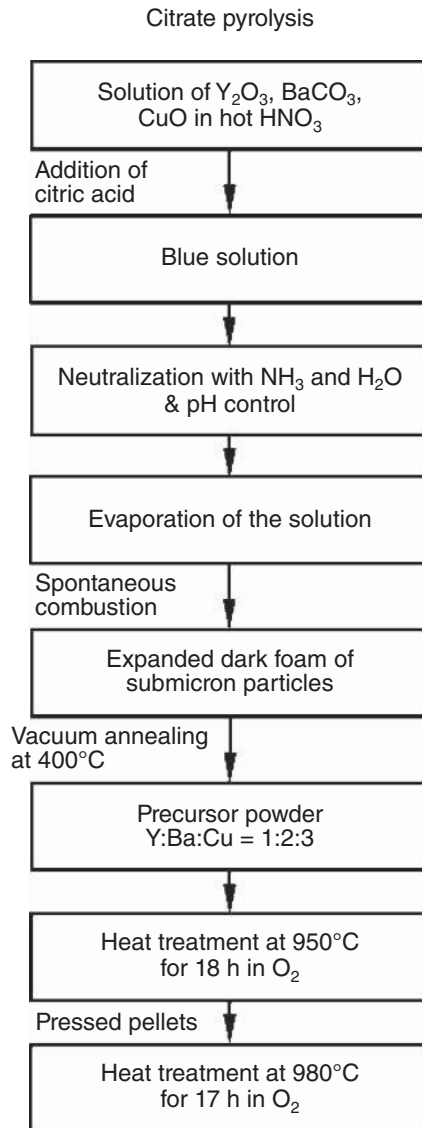 Citrate pyrolysis
Solution of Y₂O₃, BaCO₃,
CuO in hot HNO₃
Addition of
citric acid
Blue solution
Neutralization with NH₃ and H₂O
& pH control
Evaporation of the solution
Spontaneous
combustion
Expanded dark foam of
submicron particles
Vacuum annealing
at 400°C
Precursor powder
Y:Ba:Cu = 1:2:3
Heat treatment at 950°C
for 18 h in O₂
Pressed pellets
Heat treatment at 980°C
for 17 h in O₂